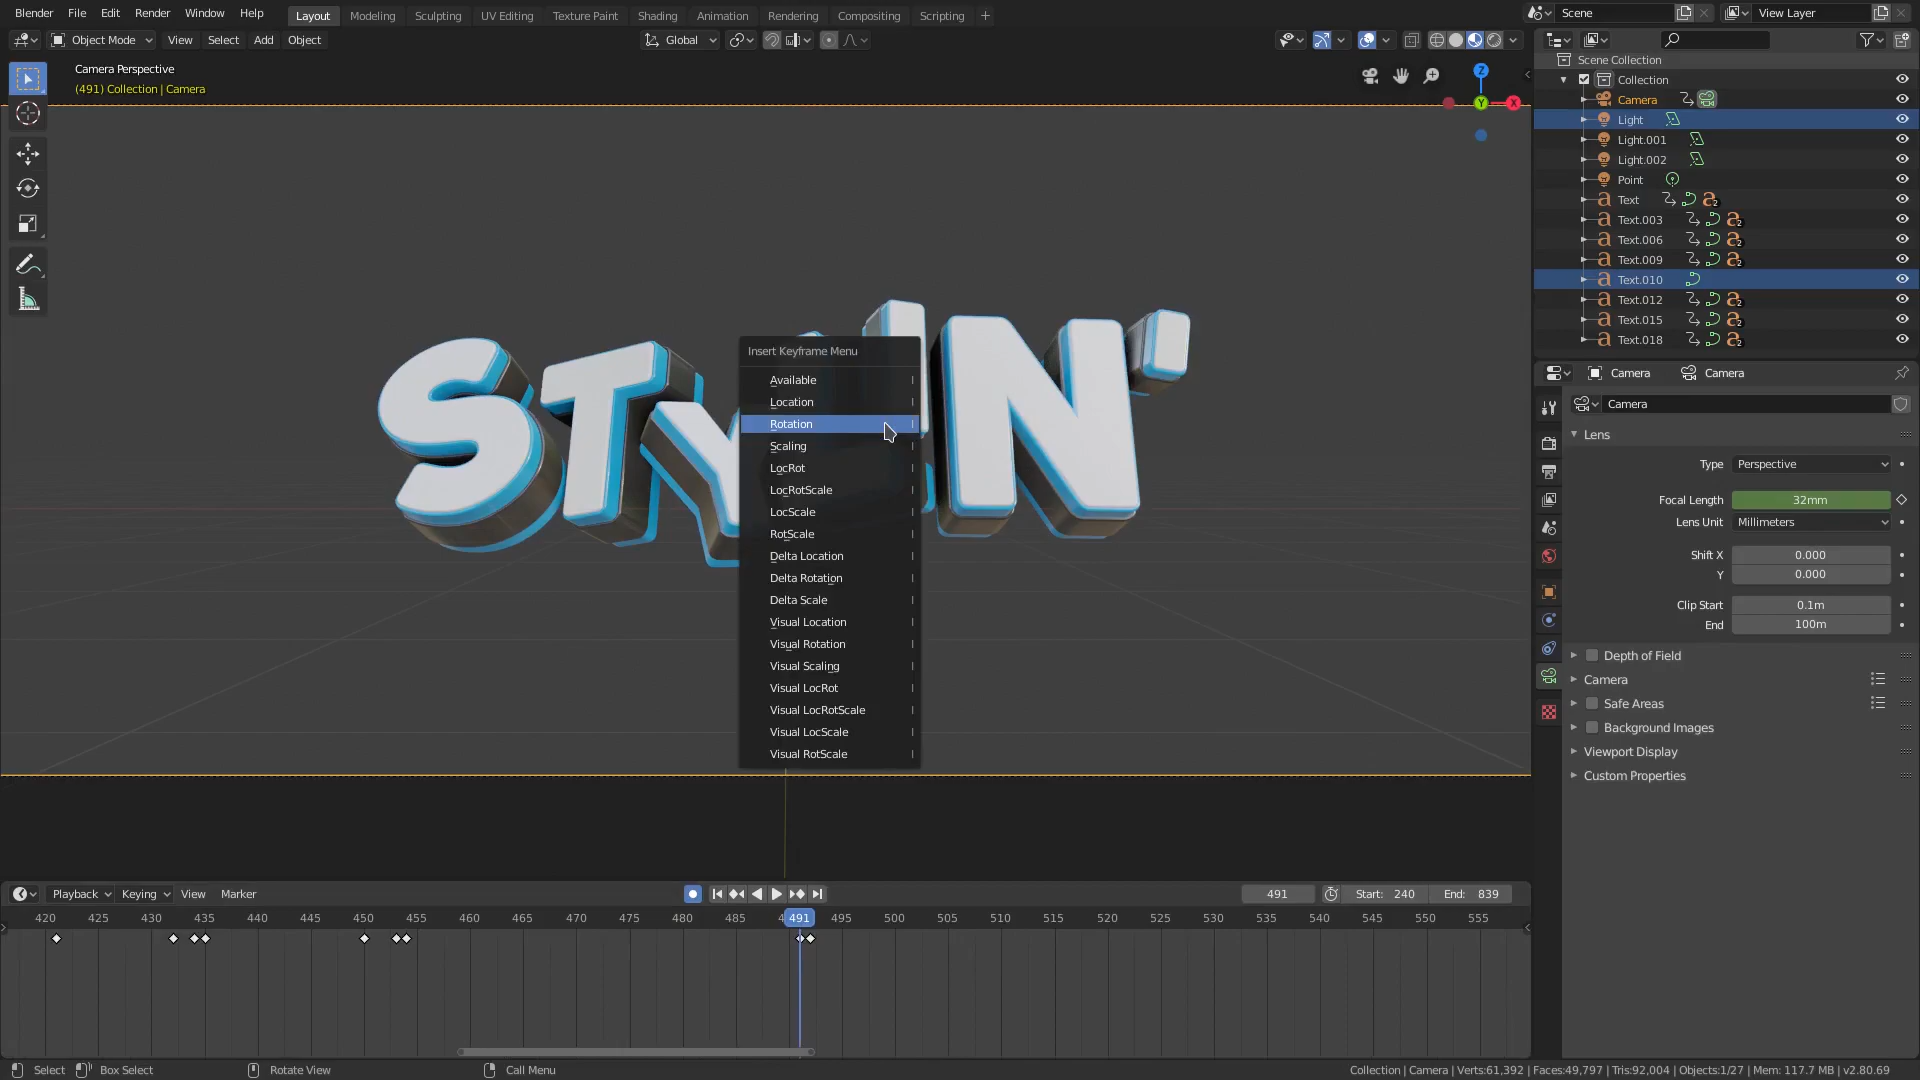 Blender File Edit Render Window Help Layout Modeling Sculpting UV Editing Texture Paint Shading Animation Rendering Compositing Scripting + Scene View Layer
Object Mode View Select Add Object Global
Camera Perspective
(491) Collection | Camera
Z
Y
X
STYLIN'
Insert Keyframe Menu
Available I
Location I
Rotation I
Scaling I
LocRot I
LocRotScale I
LocScale I
RotScale I
Delta Location I
Delta Rotation I
Delta Scale I
Visual Location I
Visual Rotation I
Visual Scaling I
Visual LocRot I
Visual LocRotScale I
Visual LocScale I
Visual RotScale I
Scene Collection
Collection
Camera
Light
Light.001
Light.002
Point
Text
Text.003
Text.006
Text.009
Text.010
Text.012
Text.015
Text.018
Camera Camera
Camera
Lens
Type Perspective
Focal Length 32mm
Lens Unit Millimeters
Shift X 0.000
Y 0.000
Clip Start 0.1m
End 100m
Depth of Field
Camera
Safe Areas
Background Images
Viewport Display
Custom Properties
Playback Keying View Marker 491 Start: 240 End: 839
420 425 430 435 440 445 450 455 460 465 470 475 480 485 491 495 500 505 510 515 520 525 530 535 540 545 550 555
Select Box Select Rotate View Call Menu Collection | Camera | Verts:61,392 | Faces:49,797 | Tris:92,004 | Objects:1/27 | Mem: 117.7 MB | v2.80.69